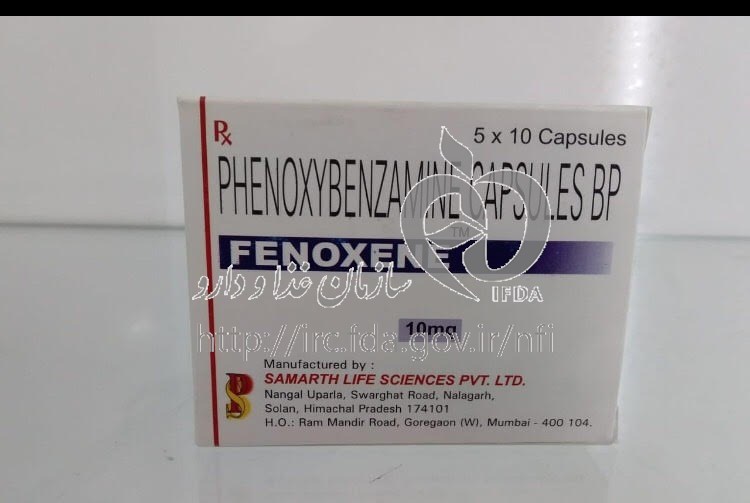 Rx
5 x 10 Capsules
PHENOXYBENZAMINE CAPSULES BP
FENOXENE™
سازمان غذا و دارو
IFDA
10mg
http://irc.fda.gov.ir/nfi
Manufactured by :
SAMARTH LIFE SCIENCES PVT. LTD.
Nangal Uparla, Swarghat Road, Nalagarh,
Solan, Himachal Pradesh 174101
H.O.: Ram Mandir Road, Goregaon (W), Mumbai - 400 104.